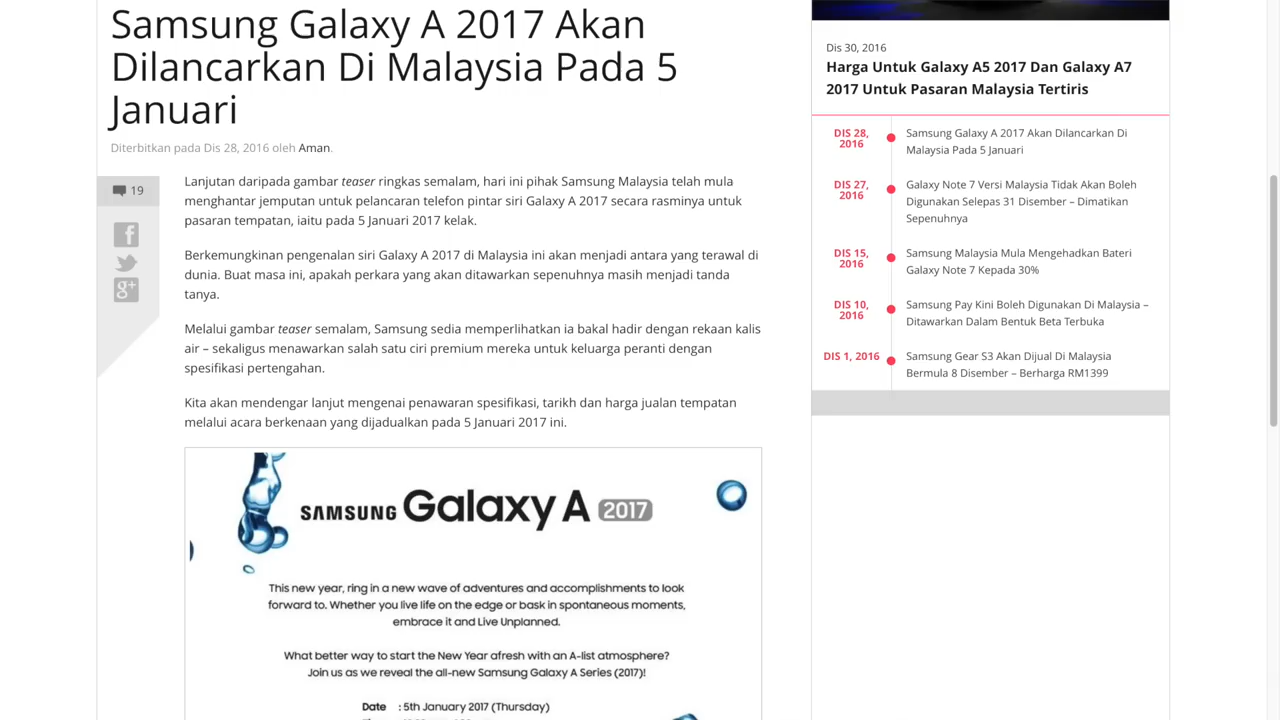 Samsung Galaxy A 2017 Akan
Dilancarkan Di Malaysia Pada 5
Januari
Diterbitkan pada Dis 28, 2016 oleh Aman.
19
Lanjutan daripada gambar teaser ringkas semalam, hari ini pihak Samsung Malaysia telah mula
menghantar jemputan untuk pelancaran telefon pintar siri Galaxy A 2017 secara rasminya untuk
pasaran tempatan, iaitu pada 5 Januari 2017 kelak.
Berkemungkinan pengenalan siri Galaxy A 2017 di Malaysia ini akan menjadi antara yang terawal di
dunia. Buat masa ini, apakah perkara yang akan ditawarkan sepenuhnya masih menjadi tanda
tanya.
Melalui gambar teaser semalam, Samsung sedia memperlihatkan ia bakal hadir dengan rekaan kalis
air – sekaligus menawarkan salah satu ciri premium mereka untuk keluarga peranti dengan
spesifikasi pertengahan.
Kita akan mendengar lanjut mengenai penawaran spesifikasi, tarikh dan harga jualan tempatan
melalui acara berkenaan yang dijadualkan pada 5 Januari 2017 ini.
SAMSUNG Galaxy A 2017
This new year, ring in a new wave of adventures and accomplishments to look
forward to. Whether you live life on the edge or bask in spontaneous moments,
embrace it and Live Unplanned.
What better way to start the New Year afresh with an A-list atmosphere?
Join us as we reveal the all-new Samsung Galaxy A Series (2017)!
Date : 5th January 2017 (Thursday)
Dis 30, 2016
Harga Untuk Galaxy A5 2017 Dan Galaxy A7
2017 Untuk Pasaran Malaysia Tertiris
DIS 28,
2016
Samsung Galaxy A 2017 Akan Dilancarkan Di
Malaysia Pada 5 Januari
DIS 27,
2016
Galaxy Note 7 Versi Malaysia Tidak Akan Boleh
Digunakan Selepas 31 Disember – Dimatikan
Sepenuhnya
DIS 15,
2016
Samsung Malaysia Mula Mengehadkan Bateri
Galaxy Note 7 Kepada 30%
DIS 10,
2016
Samsung Pay Kini Boleh Digunakan Di Malaysia –
Ditawarkan Dalam Bentuk Beta Terbuka
DIS 1, 2016
Samsung Gear S3 Akan Dijual Di Malaysia
Bermula 8 Disember – Berharga RM1399